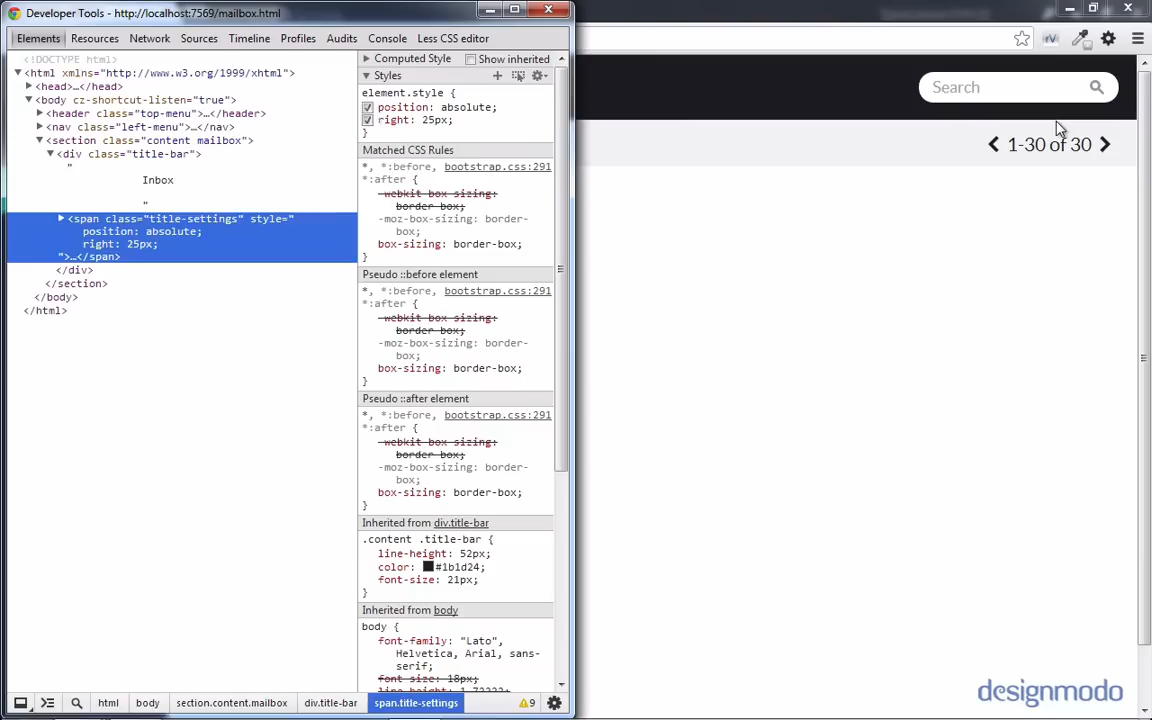 Developer Tools - http://localhost:7569/mailbox.html
Elements Resources Network Sources Timeline Profiles Audits Console Less CSS editor
<!DOCTYPE html>
<html xmlns="http://www.w3.org/1999/xhtml">
<head>…</head>
<body cz-shortcut-listen="true">
<header class="top-menu">…</header>
<nav class="left-menu">…</nav>
<section class="content mailbox">
<div class="title-bar">
"
Inbox
"
<span class="title-settings" style="
position: absolute;
right: 25px;
">…</span>
</div>
</section>
</body>
</html>
Computed Style Show inherited
Styles
element.style {
position: absolute;
right: 25px;
}
Matched CSS Rules
*, *:before, bootstrap.css:291
*:after {
-webkit-box-sizing:
border-box;
-moz-box-sizing: border-
box;
box-sizing: border-box;
}
Pseudo ::before element
*, *:before, bootstrap.css:291
*:after {
-webkit-box-sizing:
border-box;
-moz-box-sizing: border-
box;
box-sizing: border-box;
}
Pseudo ::after element
*, *:before, bootstrap.css:291
*:after {
-webkit-box-sizing:
border-box;
-moz-box-sizing: border-
box;
box-sizing: border-box;
}
Inherited from div.title-bar
.content .title-bar {
line-height: 52px;
color: #1b1d24;
font-size: 21px;
}
Inherited from body
body {
font-family: "Lato",
Helvetica, Arial, sans-
serif;
font-size: 18px;
html body section.content.mailbox div.title-bar span.title-settings 9
rV
Search
1-30 of 30
designmodo